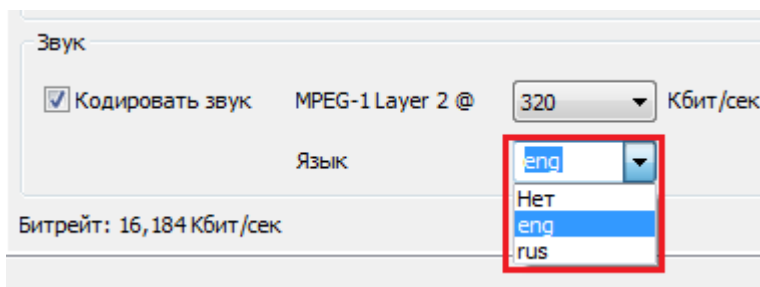 Звук
Кодировать звук MPEG-1 Layer 2 @ 320 Кбит/сек
Язык eng
Нет
eng
rus
Битрейт: 16,184 Кбит/сек